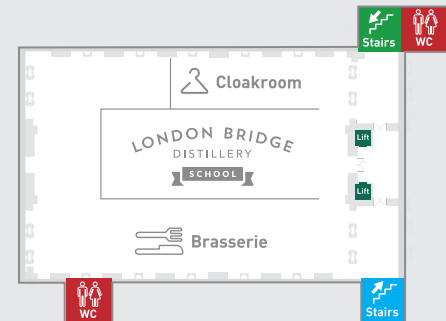 Stairs
WC
Cloakroom
Lift
LONDON BRIDGE
DISTILLERY
SCHOOL
Lift
Brasserie
WC
Stairs